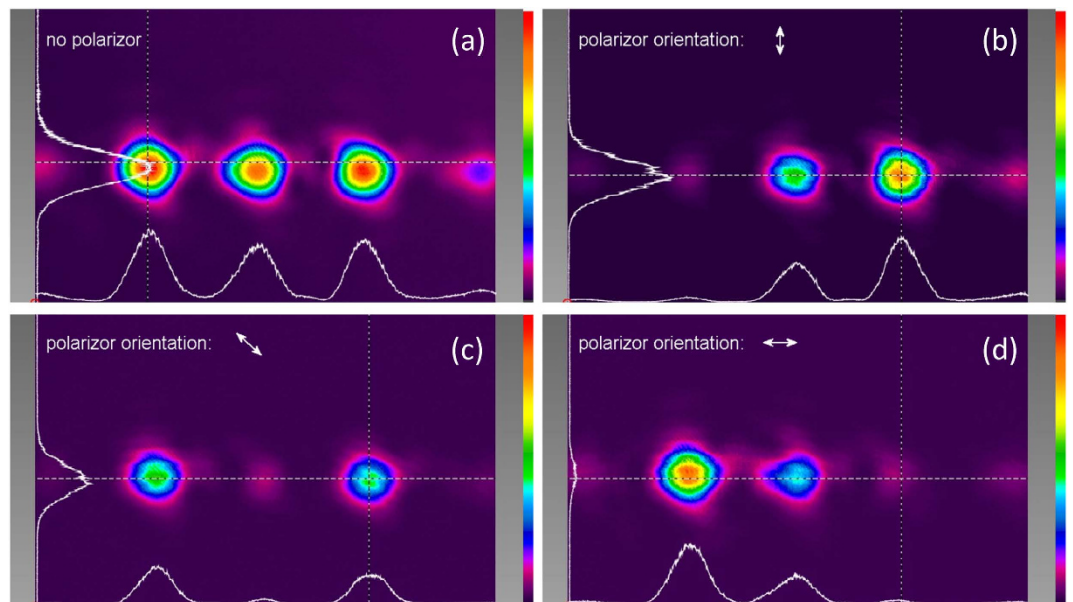 no polarizor
(a)
polarizor orientation:
(b)
polarizor orientation:
(c)
polarizor orientation:
(d)